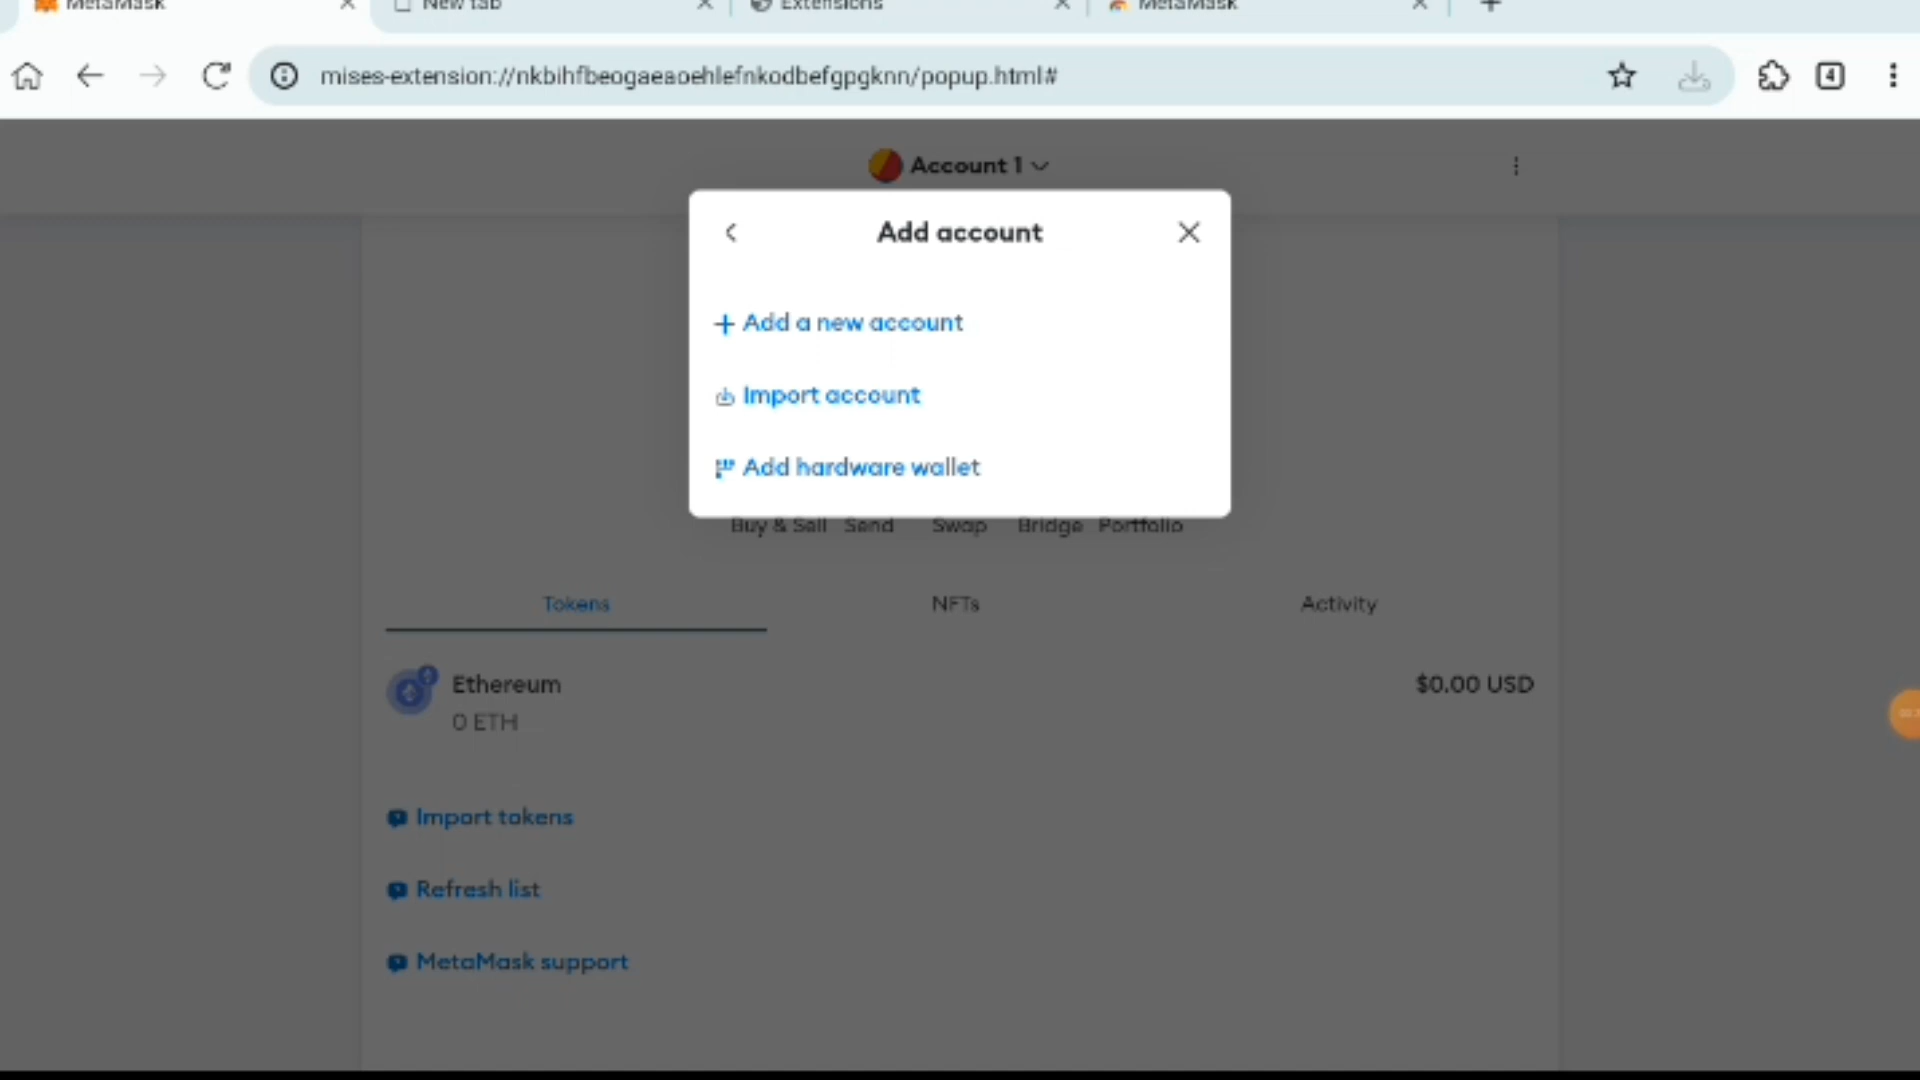 MetaMask
New tab
Extensions
MetaMask
mises-extension://nkbihfbeogaeaoehlefnkodbefgpgknn/popup.html#
4
Account 1
Add account
Add a new account
Import account
Add hardware wallet
Buy & Sell Send Swap Bridge Portfolio
Tokens NFTs Activity
Ethereum $0.00 USD
0 ETH
Import tokens
Refresh list
MetaMask support